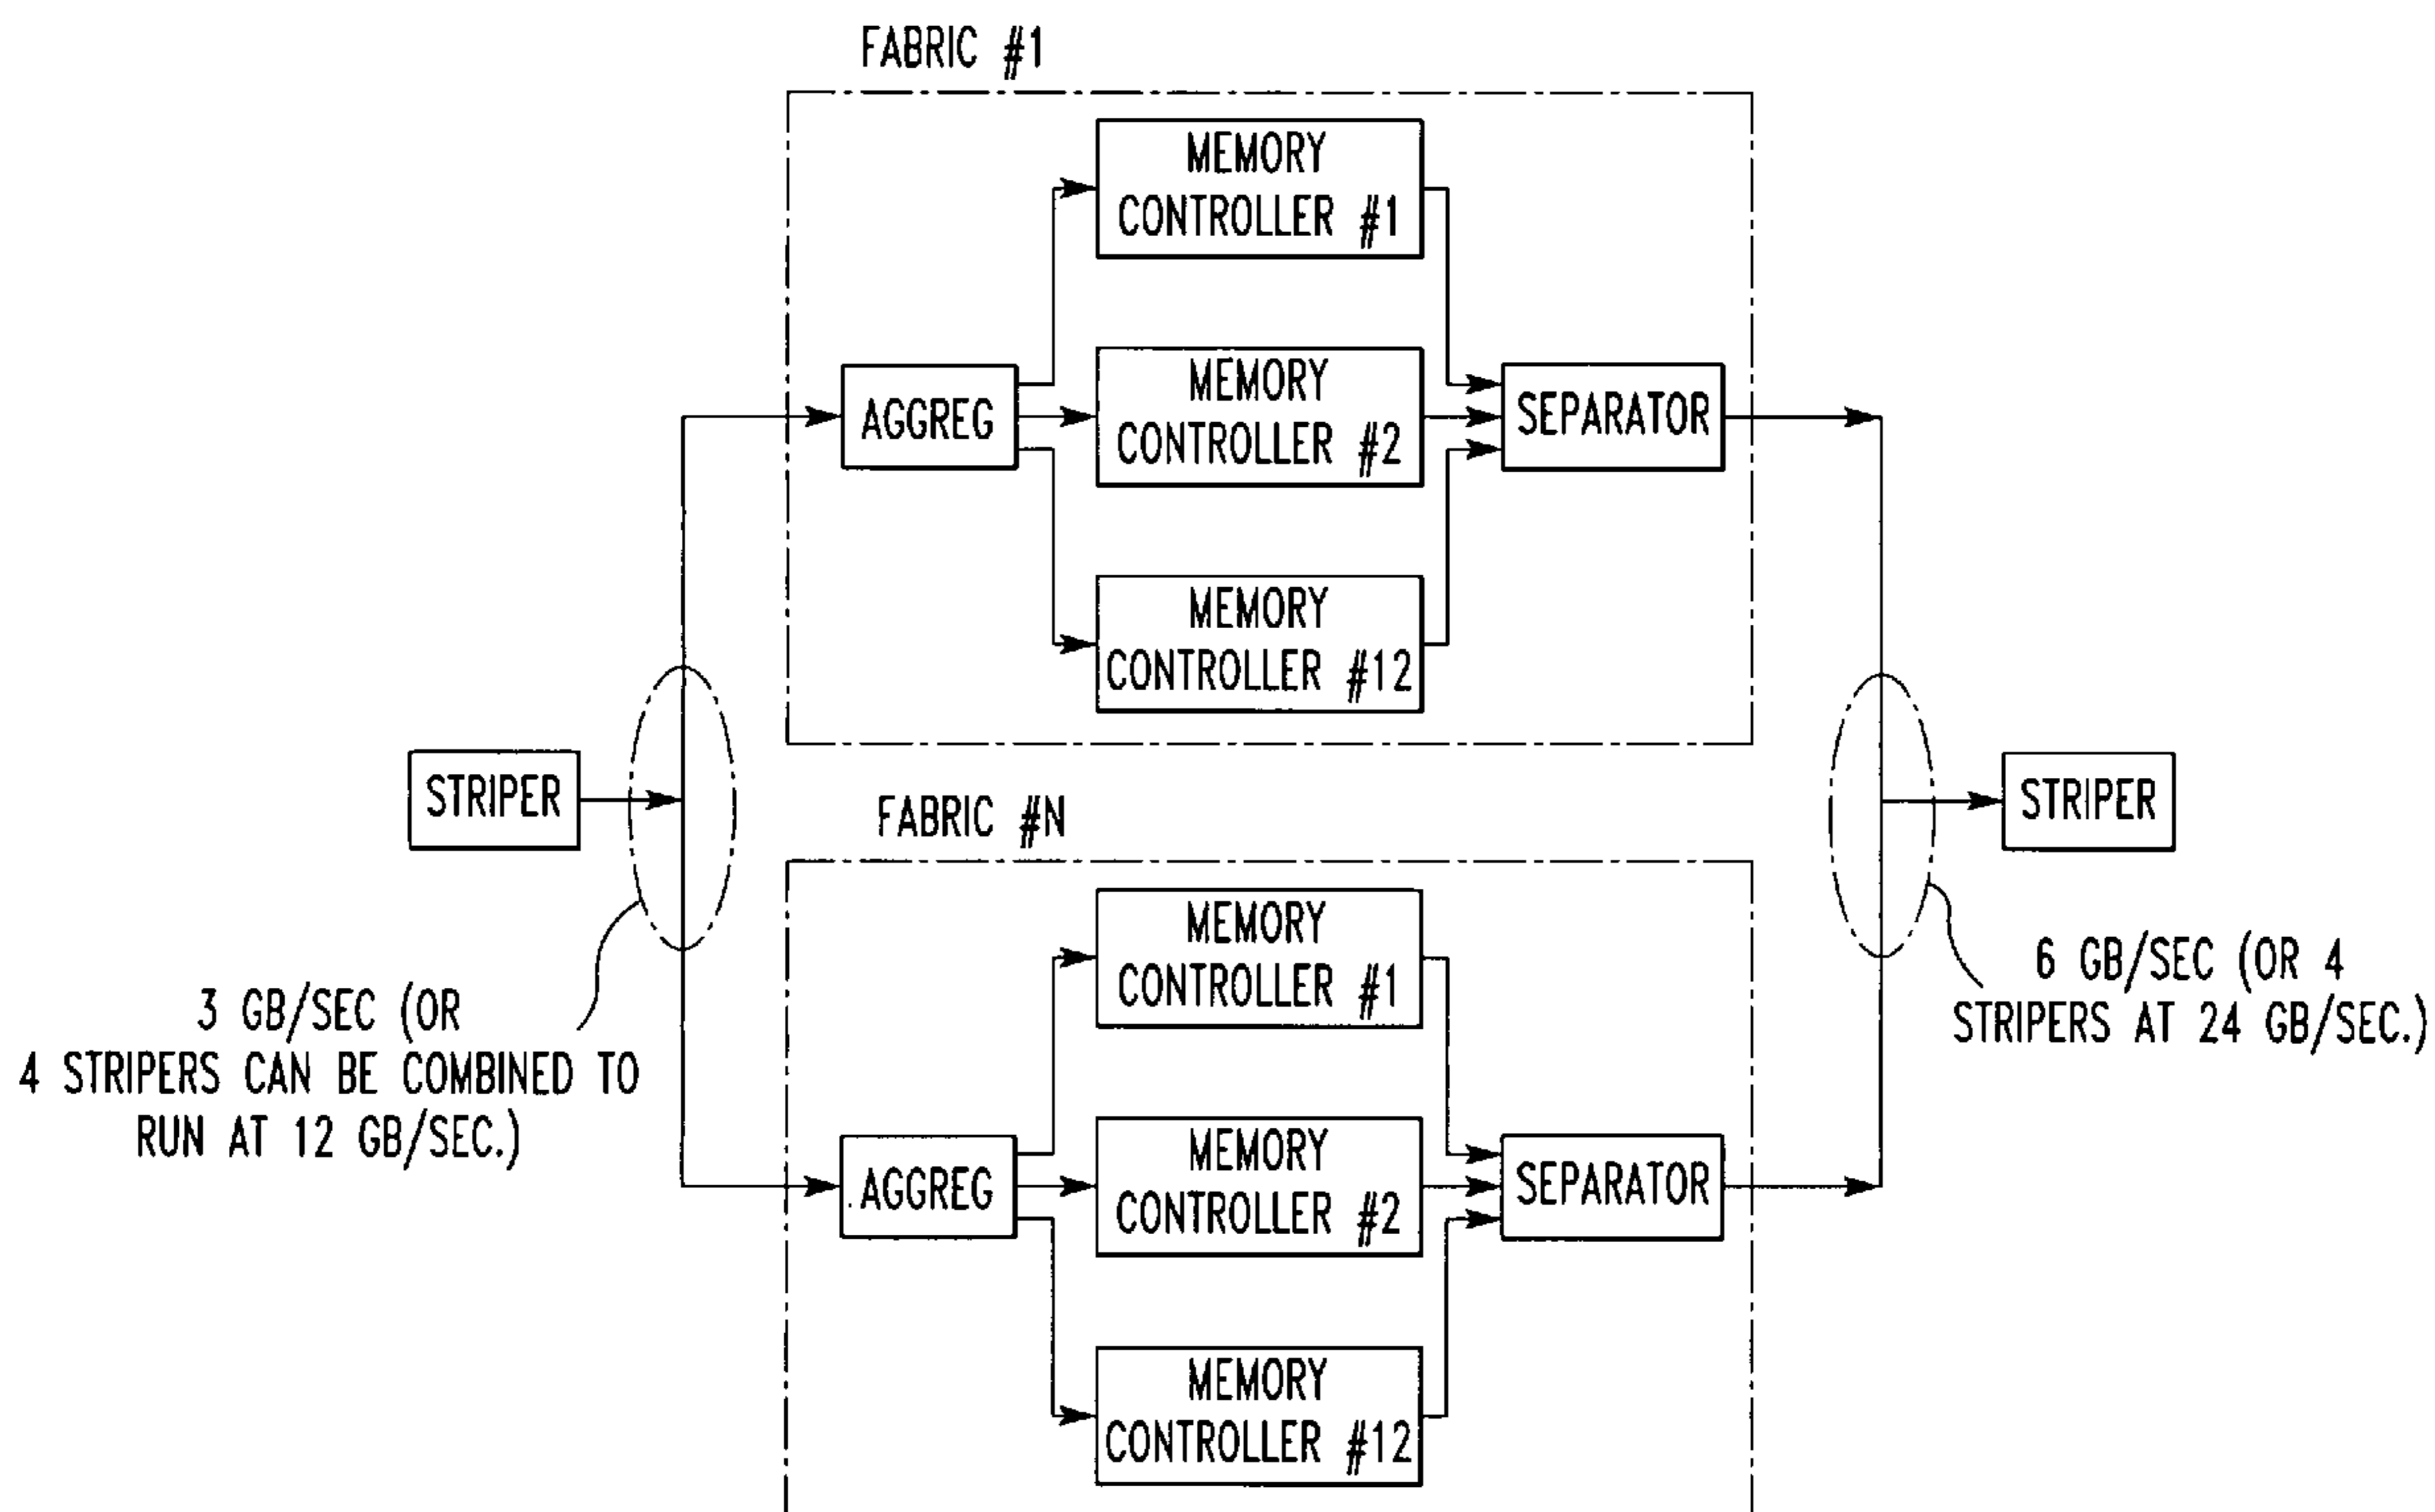 FABRIC #1
MEMORY
CONTROLLER #1
MEMORY
CONTROLLER #2
AGGREG
SEPARATOR
MEMORY
CONTROLLER #12
STRIPER
STRIPER
FABRIC #N
MEMORY
CONTROLLER #1
3 GB/SEC (OR
4 STRIPERS CAN BE COMBINED TO
RUN AT 12 GB/SEC.)
6 GB/SEC (OR 4
STRIPERS AT 24 GB/SEC.)
MEMORY
CONTROLLER #2
AGGREG
SEPARATOR
MEMORY
CONTROLLER #12